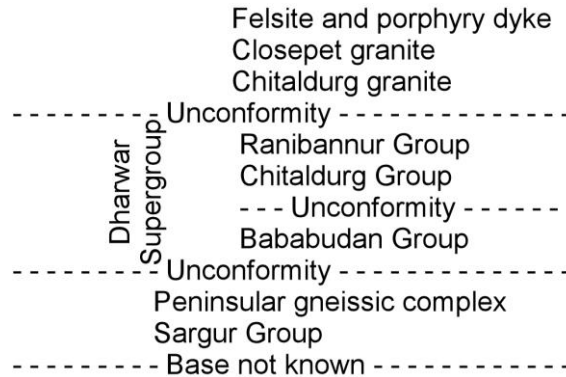 Felsite and porphyry dyke
Closepet granite
Chitaldurg granite
- - - - - - - - - Unconformity - - - - - - - - - - - - - -
Dharwar
Supergroup
Ranibannur Group
Chitaldurg Group
- - - Unconformity - - - - - -
Bababudan Group
- - - - - - - - - Unconformity - - - - - - - - - - - - - -
Peninsular gneissic complex
Sargur Group
- - - - - - - - - Base not known - - - - - - - - - - - -